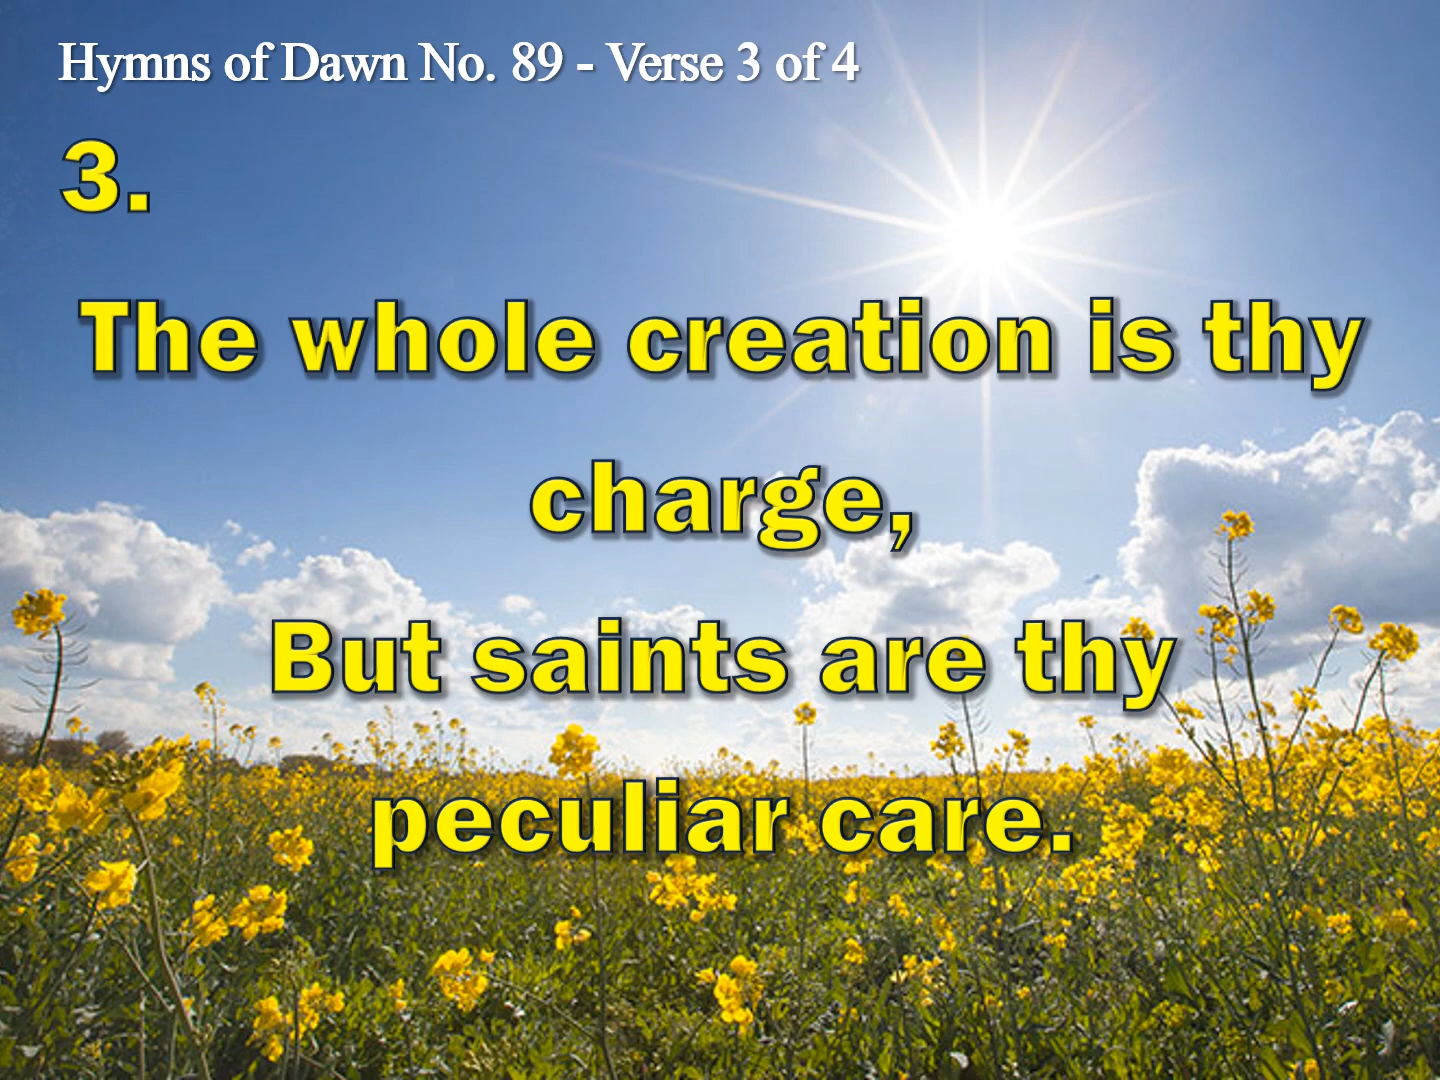 Hymns of Dawn No. 89 - Verse 3 of 4
3.
The whole creation is thy
charge,
But saints are thy
peculiar care.